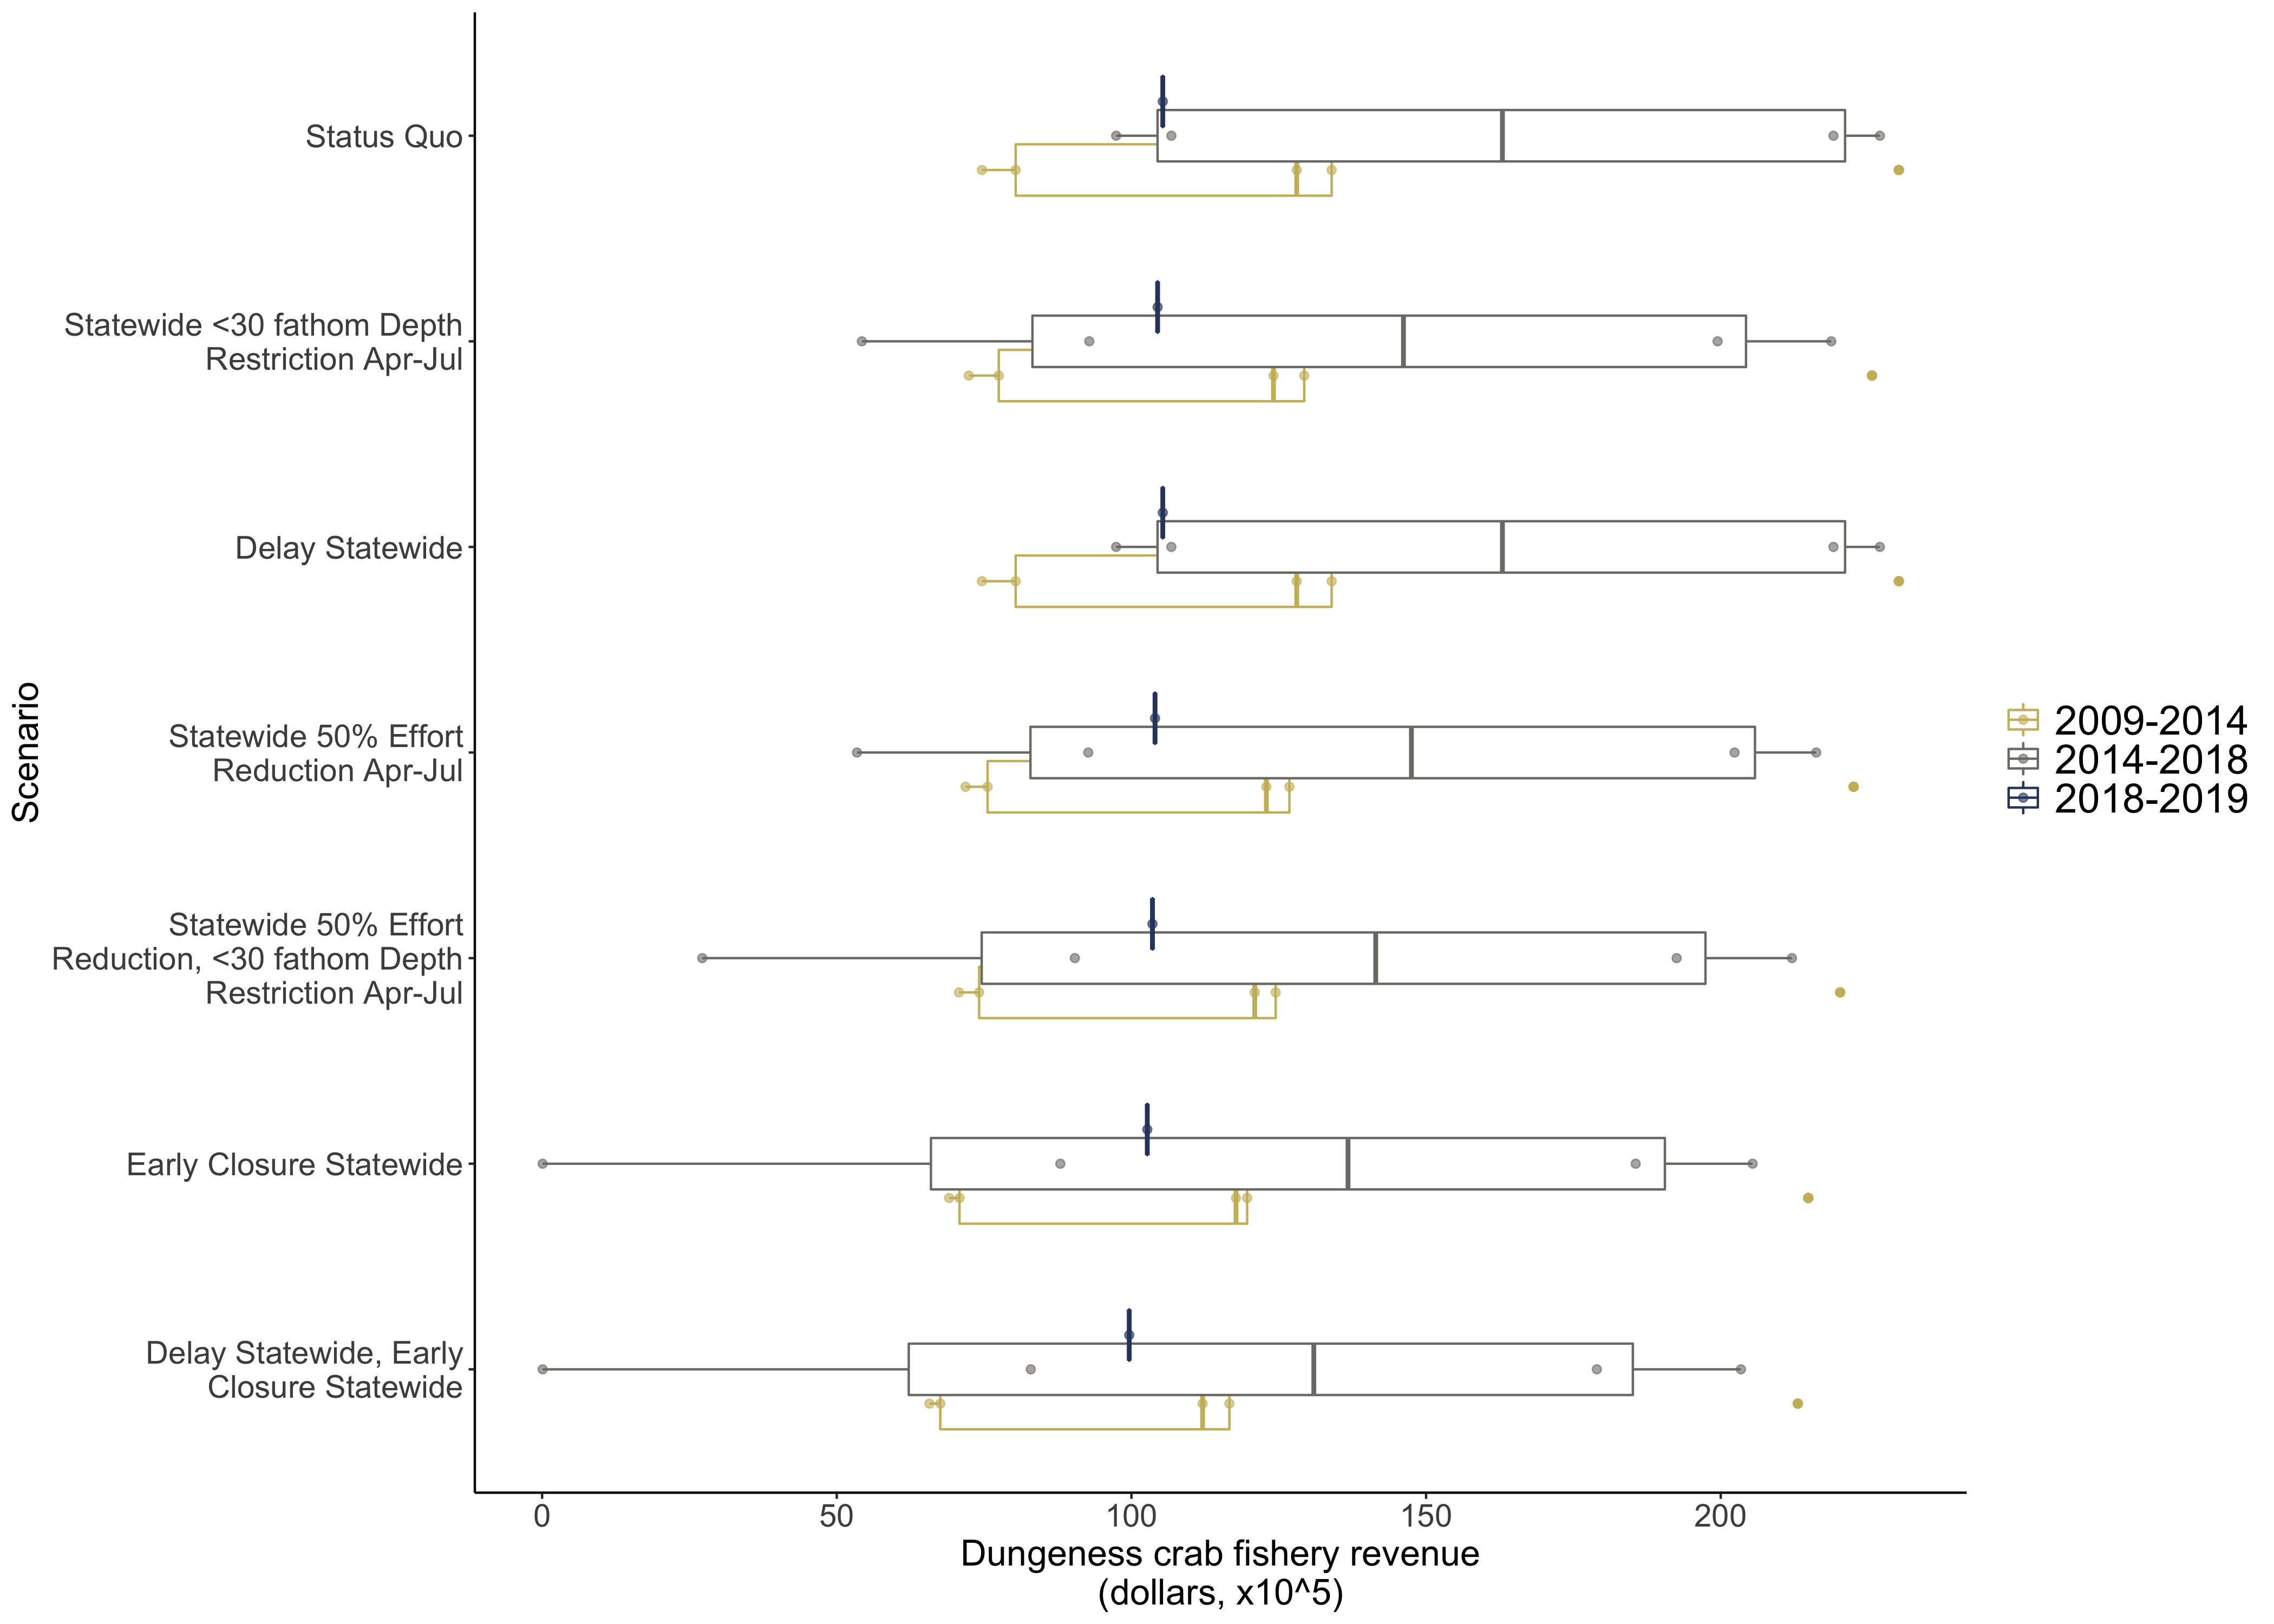 Status Quo
Statewide <30 fathom Depth
Restriction Apr-Jul
Delay Statewide
Statewide 50% Effort
Reduction Apr-Jul
Statewide 50% Effort
Reduction, <30 fathom Depth
Restriction Apr-Jul
Early Closure Statewide
Delay Statewide, Early
Closure Statewide
Scenario
0 50 100 150 200
Dungeness crab fishery revenue
(dollars, x10^5)
2009-2014
2014-2018
2018-2019